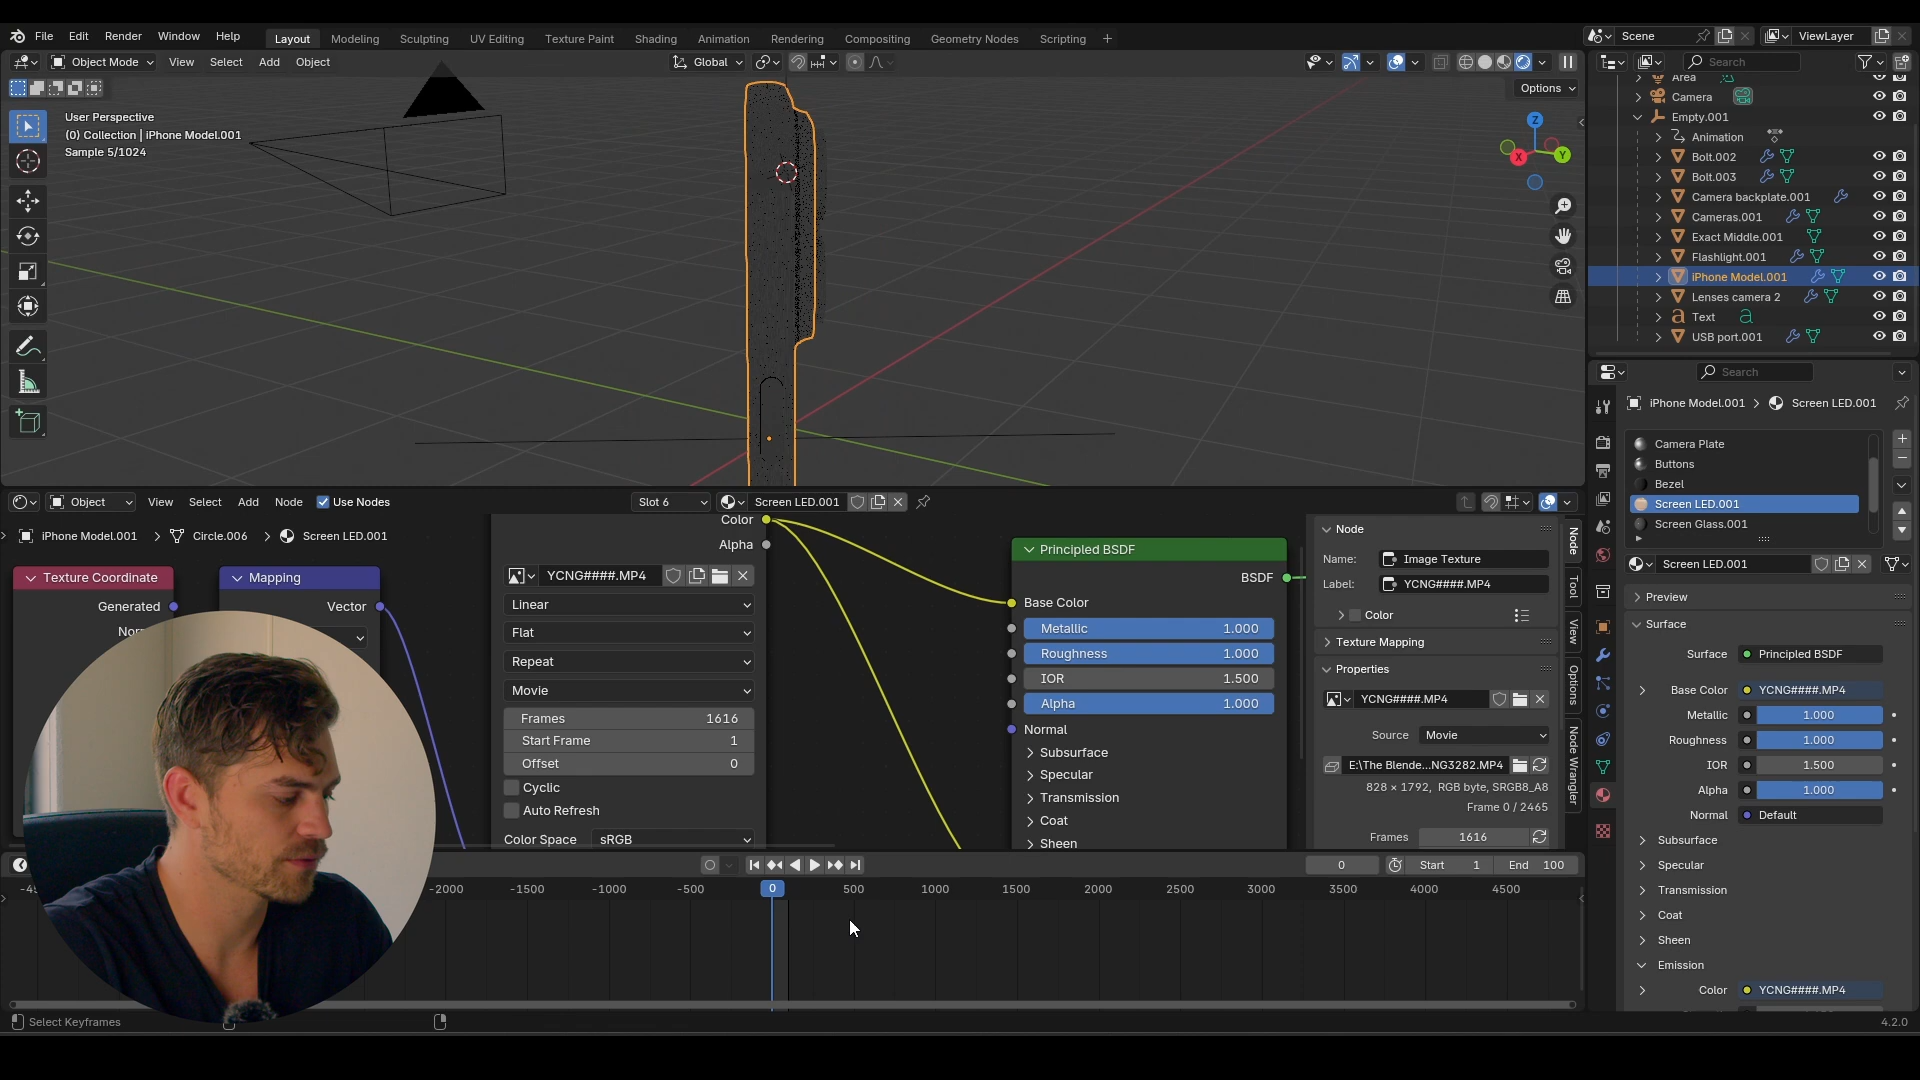 File Edit Render Window Help Layout Modeling Sculpting UV Editing Texture Paint Shading Animation Rendering Compositing Geometry Nodes Scripting + Scene ViewLayer
Object Mode View Select Add Object Global Search
Options
User Perspective
(0) Collection | iPhone Model.001
Sample 5/1024
Z
X
Y
Area
Camera
Empty.001
Animation
Bolt.002
Bolt.003
Camera backplate.001
Cameras.001
Exact Middle.001
Flashlight.001
iPhone Model.001
Lenses camera 2
Text
USB port.001
Search
iPhone Model.001 > Screen LED.001
Camera Plate
Buttons
Bezel
Screen LED.001
Screen Glass.001
Screen LED.001
Preview
Surface
Surface Principled BSDF
Base Color YCNG####.MP4
Metallic 1.000
Roughness 1.000
IOR 1.500
Alpha 1.000
Normal Default
Subsurface
Specular
Transmission
Coat
Sheen
Emission
Color YCNG####.MP4
Object View Select Add Node Use Nodes Slot 6 Screen LED.001
iPhone Model.001 > Circle.006 > Screen LED.001
Texture Coordinate
Generated
Mapping
Vector
Color
Alpha
YCNG####.MP4
Linear
Flat
Repeat
Movie
Frames 1616
Start Frame 1
Offset 0
Cyclic
Auto Refresh
Color Space sRGB
Principled BSDF
BSDF
Base Color
Metallic 1.000
Roughness 1.000
IOR 1.500
Alpha 1.000
Normal
Subsurface
Specular
Transmission
Coat
Sheen
Node
Name: Image Texture
Label: YCNG####.MP4
Color
Texture Mapping
Properties
YCNG####.MP4
Source Movie
E:\The Blende...NG3282.MP4
828 × 1792, RGB byte, SRGB8_A8
Frame 0 / 2465
Frames 1616
Node
Tool
View
Options
Node Wrangler
0 Start 1 End 100
-2000 -1500 -1000 -500 0 500 1000 1500 2000 2500 3000 3500 4000 4500
Select Keyframes
4.2.0